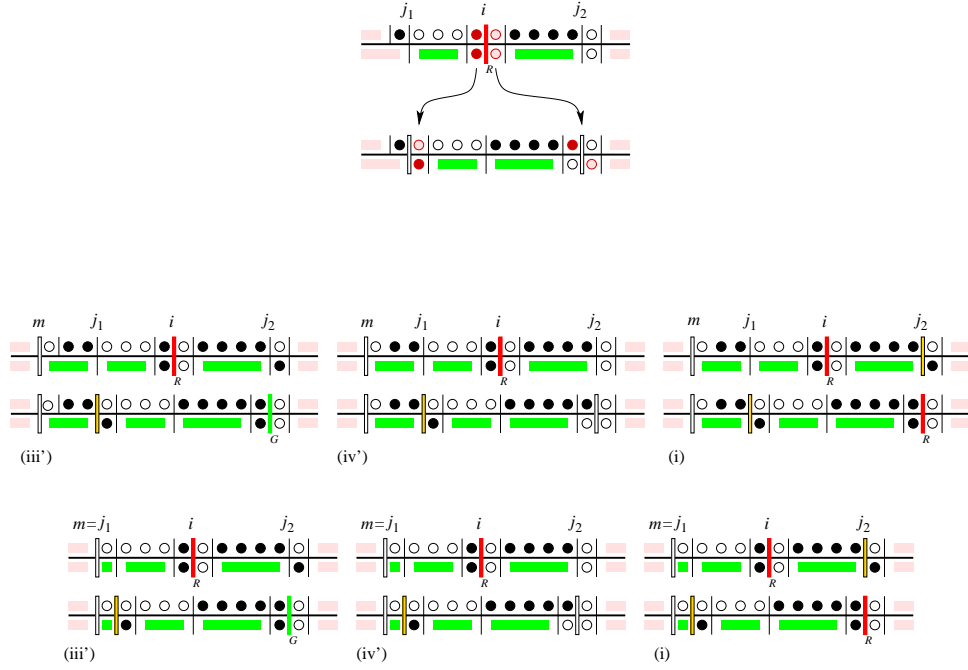 j1 i j2
R
m j1 i j2 m j1 i j2 m j1 i j2
R R R
G R
(iii') (iv') (i)
m=j1 i j2 m=j1 i j2 m=j1 i j2
R R R
G R
(iii') (iv') (i)